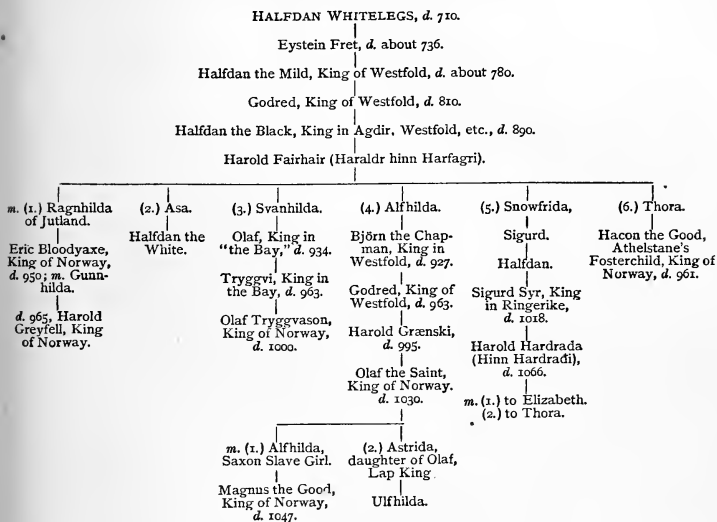 HALFDAN WHITELEGS, d. 710.
Eystein Fret, d. about 736.
Halfdan the Mild, King of Westfold, d. about 780.
Godred, King of Westfold, d. 810.
Halfdan the Black, King in Agdir, Westfold, etc., d. 890.
Harold Fairhair (Haraldr hinn Harfagri).
m. (1.) Ragnhilda
of Jutland.
Eric Bloodyaxe,
King of Norway,
d. 950; m. Gunn-
hilda.
d. 965, Harold
Greyfell, King
of Norway.
(2.) Asa.
Halfdan the
White.
(3.) Svanhilda.
Olaf, King in
"the Bay," d. 934.
Tryggvi, King in
the Bay, d. 963.
Olaf Tryggvason,
King of Norway,
d. 1000.
(4.) Alfhilda.
Björn the Chap-
man, King in
Westfold, d. 927.
Godred, King of
Westfold, d. 963.
Harold Grænski,
d. 995.
Olaf the Saint,
King of Norway.
d. 1030.
(5.) Snowfrida,
Sigurd.
Halfdan.
Sigurd Syr, King
in Ringerike,
d. 1018.
Harold Hardrada
(Hinn Hardraði),
d. 1066.
m. (1.) to Elizabeth.
(2.) to Thora.
(6.) Thora.
Hacon the Good,
Athelstane's
Fosterchild, King of
Norway, d. 961.
m. (1.) Alfhilda,
Saxon Slave Girl.
Magnus the Good,
King of Norway,
d. 1047.
(2.) Astrida,
daughter of Olaf,
Lap King
Ulfhilda.